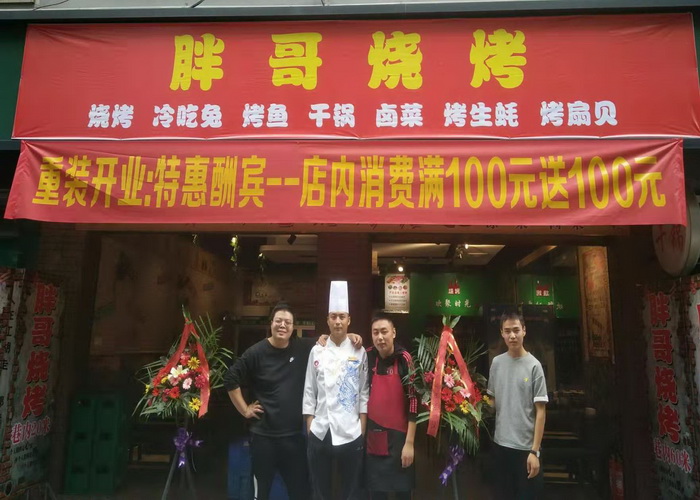 胖哥烧烤
烧烤 冷吃兔 烤鱼 干锅 卤菜 烤生蚝 烤扇贝
重装开业:特惠酬宾--店内消费满100元送100元
胖哥烧烤
胖哥烧烤